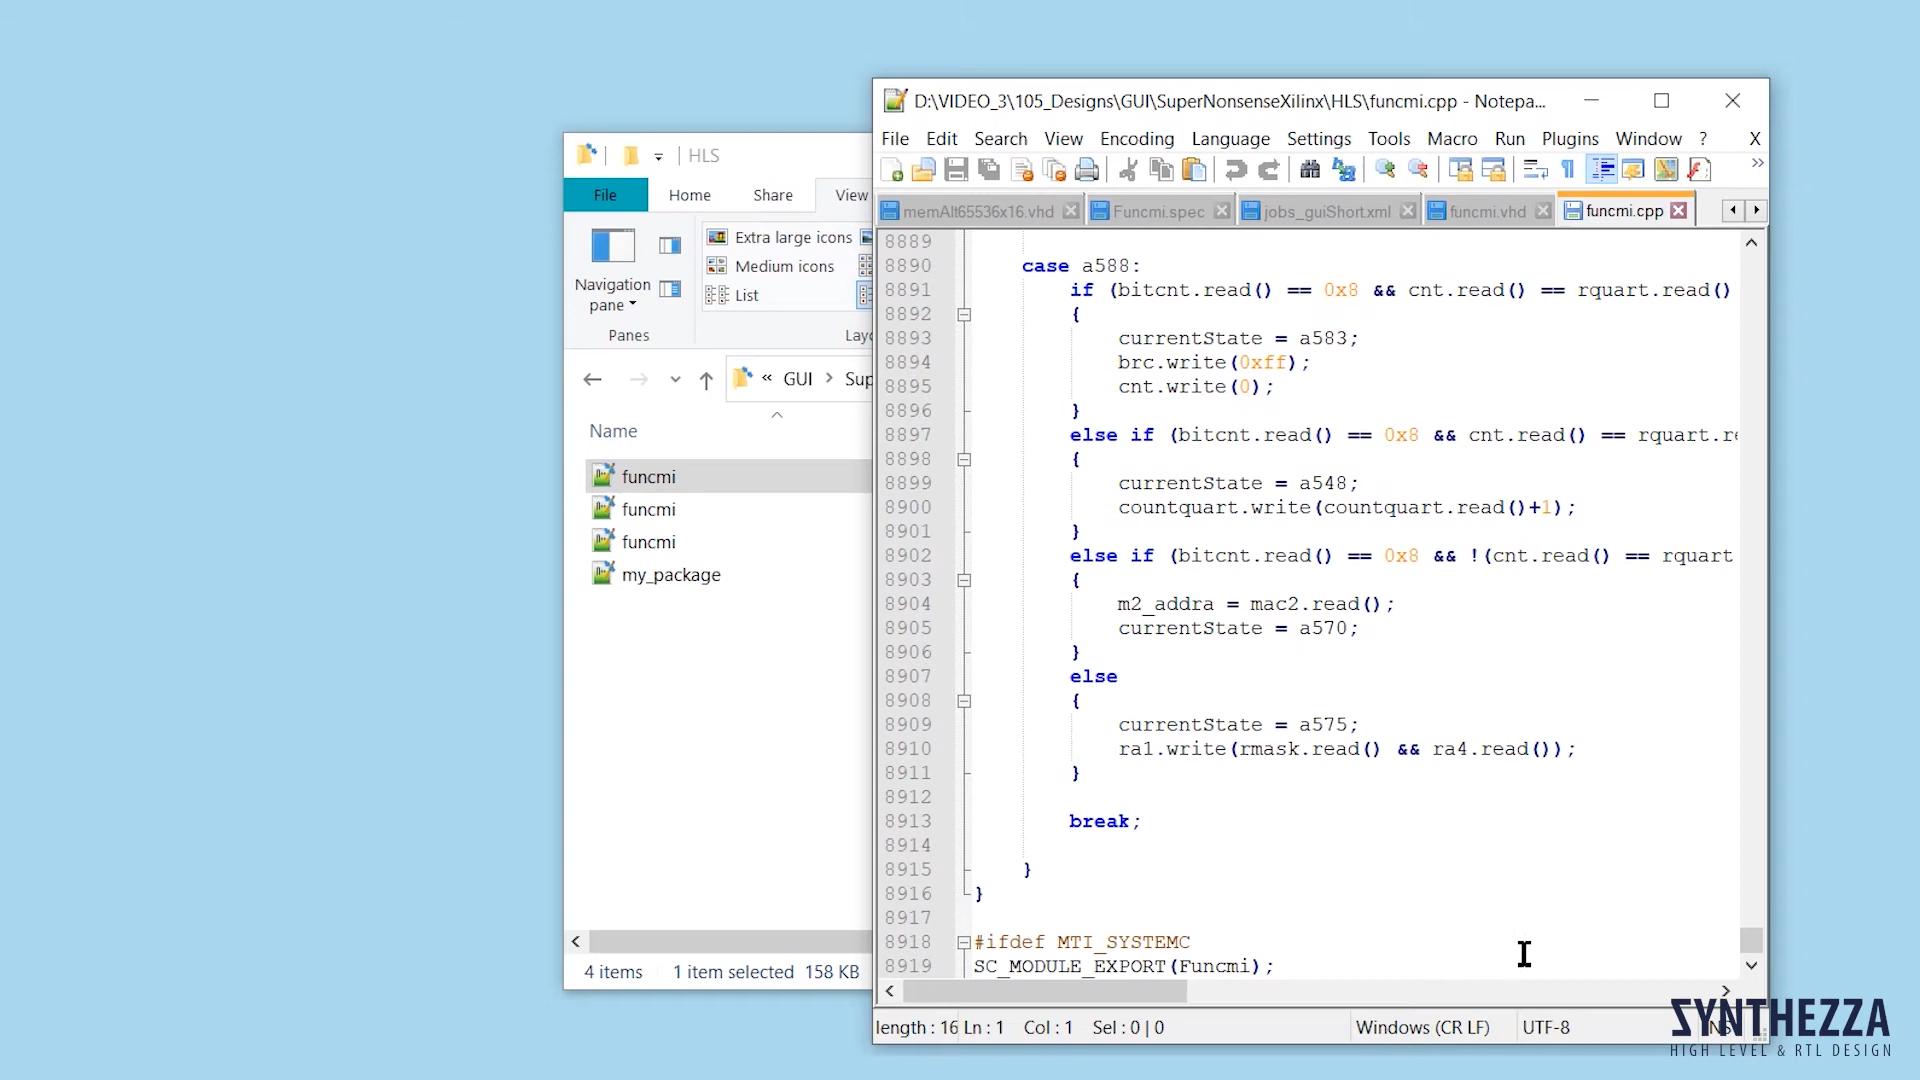 HLS
File Home Share View
Navigation pane
Extra large icons
Medium icons
List
Panes
« GUI
Name
funcmi
funcmi
funcmi
my_package
4 items 1 item selected 158 KB
D:\VIDEO_3\105_Designs\GUI\SuperNonsenseXilinx\HLS\funcmi.cpp - Notepa...
File Edit Search View Encoding Language Settings Tools Macro Run Plugins Window ? X
memAlt65536x16.vhd Funcmi.spec jobs_guiShort.xml funcmi.vhd funcmi.cpp
8889
8890 case a588:
8891 if (bitcnt.read() == 0x8 && cnt.read() == rquart.read()
8892 {
8893 currentState = a583;
8894 brc.write(0xff);
8895 cnt.write(0);
8896 }
8897 else if (bitcnt.read() == 0x8 && cnt.read() == rquart.re
8898 {
8899 currentState = a548;
8900 countquart.write(countquart.read()+1);
8901 }
8902 else if (bitcnt.read() == 0x8 && !(cnt.read() == rquart
8903 {
8904 m2_addra = mac2.read();
8905 currentState = a570;
8906 }
8907 else
8908 {
8909 currentState = a575;
8910 ra1.write(rmask.read() && ra4.read());
8911 }
8912
8913 break;
8914
8915 }
8916 }
8917
8918 #ifdef MTI_SYSTEMC
8919 SC_MODULE_EXPORT(Funcmi);
length : 16 Ln : 1 Col : 1 Sel : 0 | 0 Windows (CR LF) UTF-8
SYNTHEZZA
HIGH LEVEL & RTL DESIGN